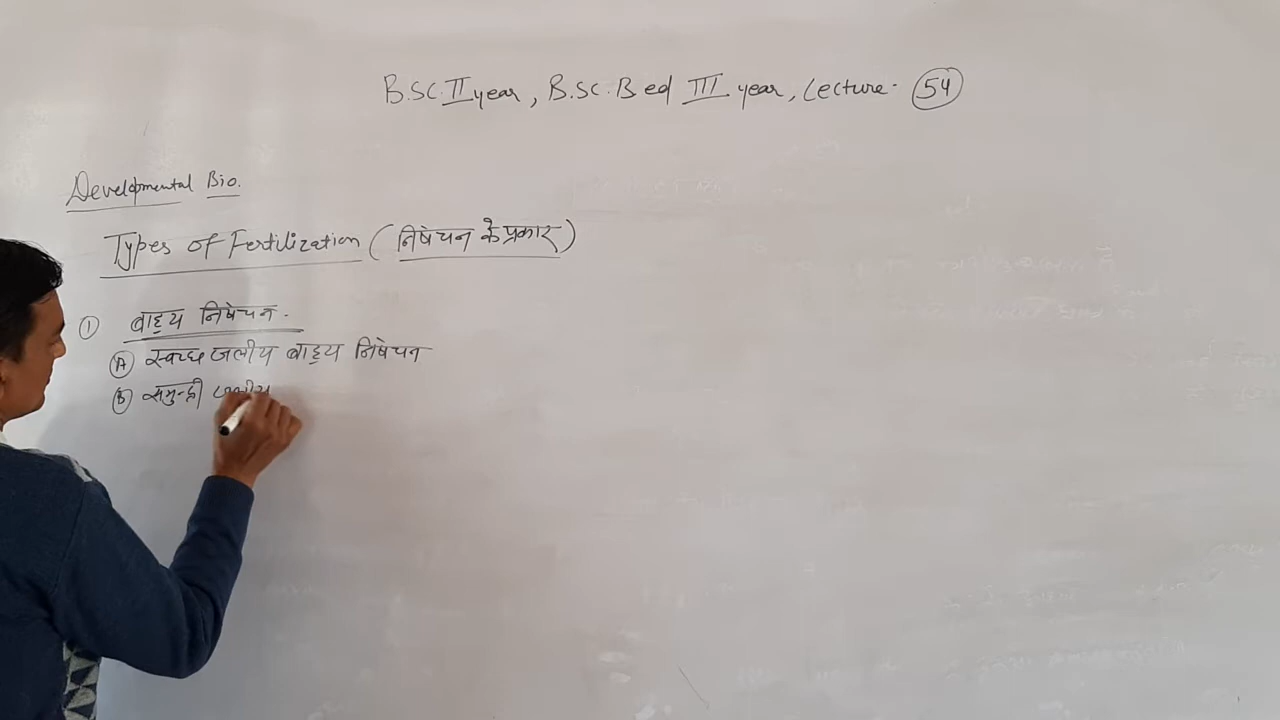 B.SC. II year, B.SC. B ed III year, Lecture- 54
Developmental Bio.
Types of Fertilization (निषेचन के प्रकार)
① बाह्य निषेचन.
Ⓐ स्वच्छ जलीय बाह्य निषेचन
Ⓑ समुन्द्री जलीय